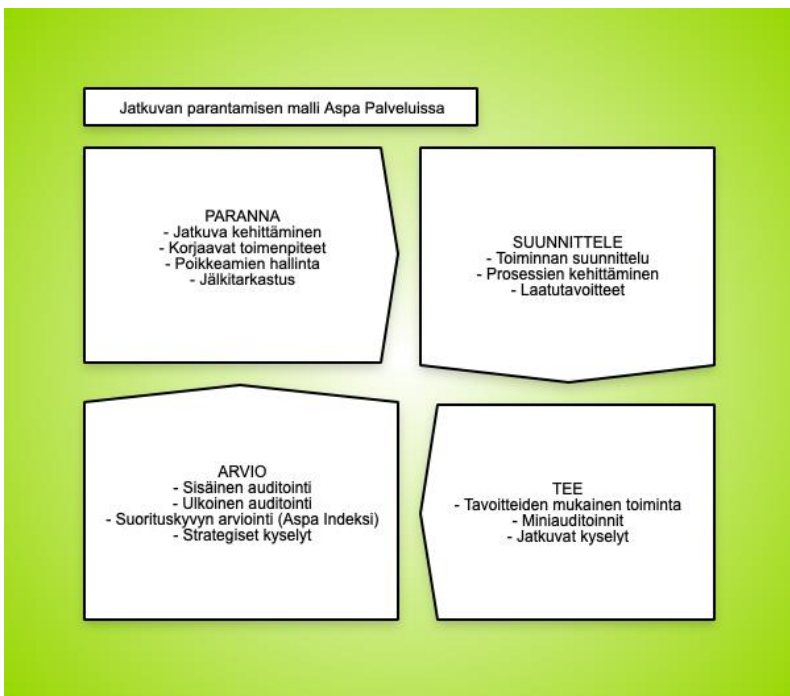 Jatkuvan parantamisen malli Aspa Palveluissa
PARANNA
- Jatkuva kehittäminen
- Korjaavat toimenpiteet
- Poikkeamien hallinta
- Jälkitarkastus
SUUNNITTELE
- Toiminnan suunnittelu
- Prosessien kehittäminen
- Laatutavoitteet
ARVIO
- Sisäinen auditointi
- Ulkoinen auditointi
- Suorituskyvyn arviointi (Aspa Indeksi)
- Strategiset kyselyt
TEE
- Tavoitteiden mukainen toiminta
- Miniauditoinnit
- Jatkuvat kyselyt